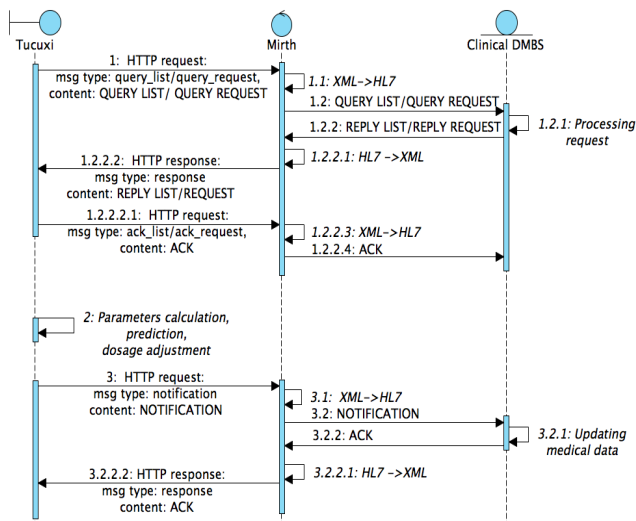 Tucuxi
Mirth
Clinical DMBS
1: HTTP request:
msg type: query_list/query_request,
content: QUERY LIST/ QUERY REQUEST
1.1: XML->HL7
1.2: QUERY LIST/QUERY REQUEST
1.2.1: Processing
request
1.2.2: REPLY LIST/REPLY REQUEST
1.2.2.1: HL7 ->XML
1.2.2.2: HTTP response:
msg type: response
content: REPLY LIST/REQUEST
1.2.2.2.1: HTTP request:
msg type: ack_list/ack_request,
content: ACK
1.2.2.3: XML->HL7
1.2.2.4: ACK
2: Parameters calculation,
prediction,
dosage adjustment
3: HTTP request:
msg type: notification
content: NOTIFICATION
3.1: XML->HL7
3.2: NOTIFICATION
3.2.1: Updating
medical data
3.2.2: ACK
3.2.2.1: HL7 ->XML
3.2.2.2: HTTP response:
msg type: response
content: ACK